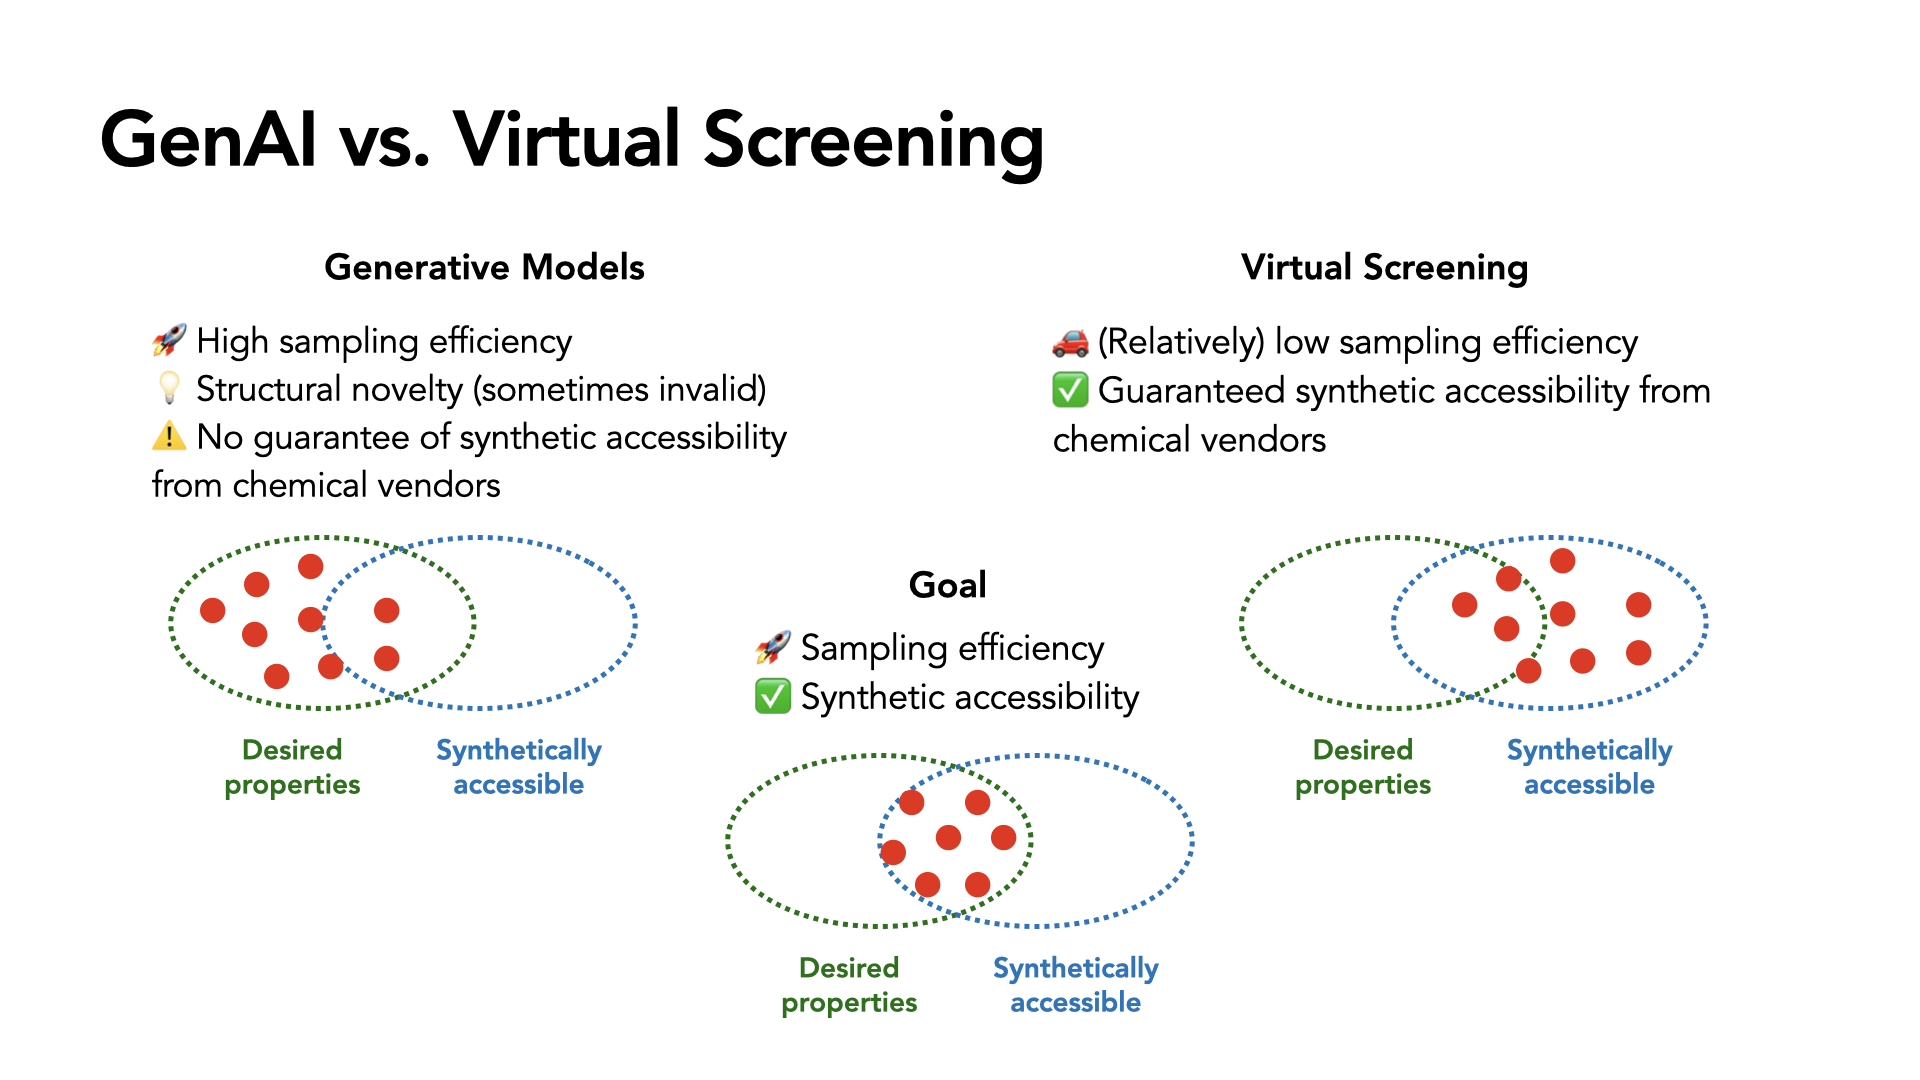 GenAI vs. Virtual Screening
Generative Models
🚀 High sampling efficiency
💡 Structural novelty (sometimes invalid)
⚠️ No guarantee of synthetic accessibility
from chemical vendors
Desired
properties
Synthetically
accessible
Goal
🚀 Sampling efficiency
✅ Synthetic accessibility
Desired
properties
Synthetically
accessible
Virtual Screening
🚗 (Relatively) low sampling efficiency
✅ Guaranteed synthetic accessibility from
chemical vendors
Desired
properties
Synthetically
accessible